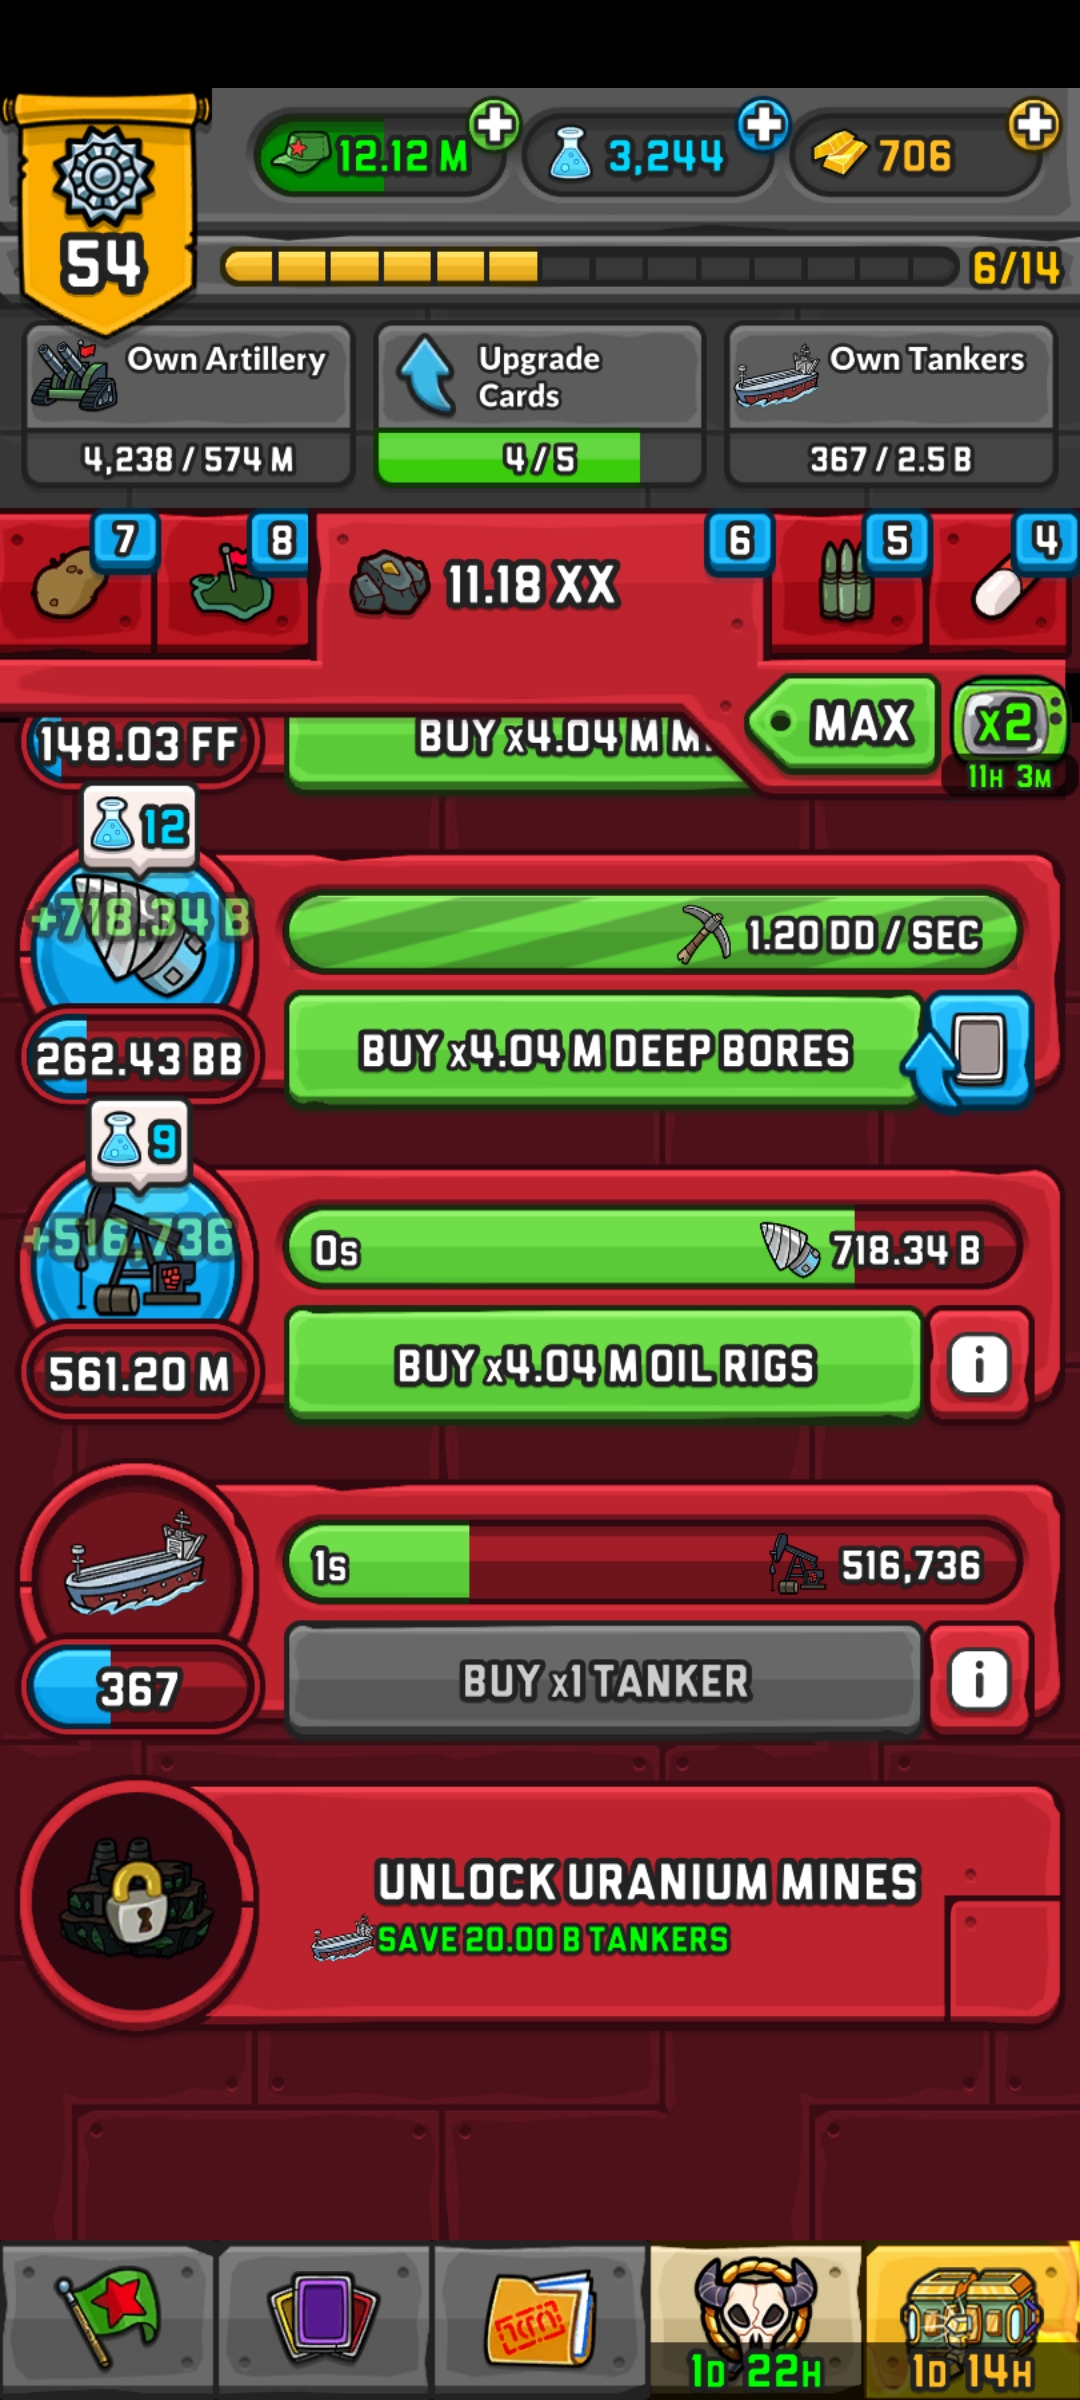 12.12 M
3,244
706
54
6/14
Own Artillery
4,238 / 574 M
Upgrade
Cards
4 / 5
Own Tankers
367 / 2.5 B
7
8
11.18 XX
6
5
4
MAX
x2
11H 3M
148.03 FF
BUY x4.04 M M
12
+718.34 B
1.20 DD / SEC
262.43 BB
BUY x4.04 M DEEP BORES
9
+516,736
0s
718.34 B
561.20 M
BUY x4.04 M OIL RIGS
i
1s
516,736
367
BUY x1 TANKER
i
UNLOCK URANIUM MINES
SAVE 20.00 B TANKERS
1D 22H
1D 14H